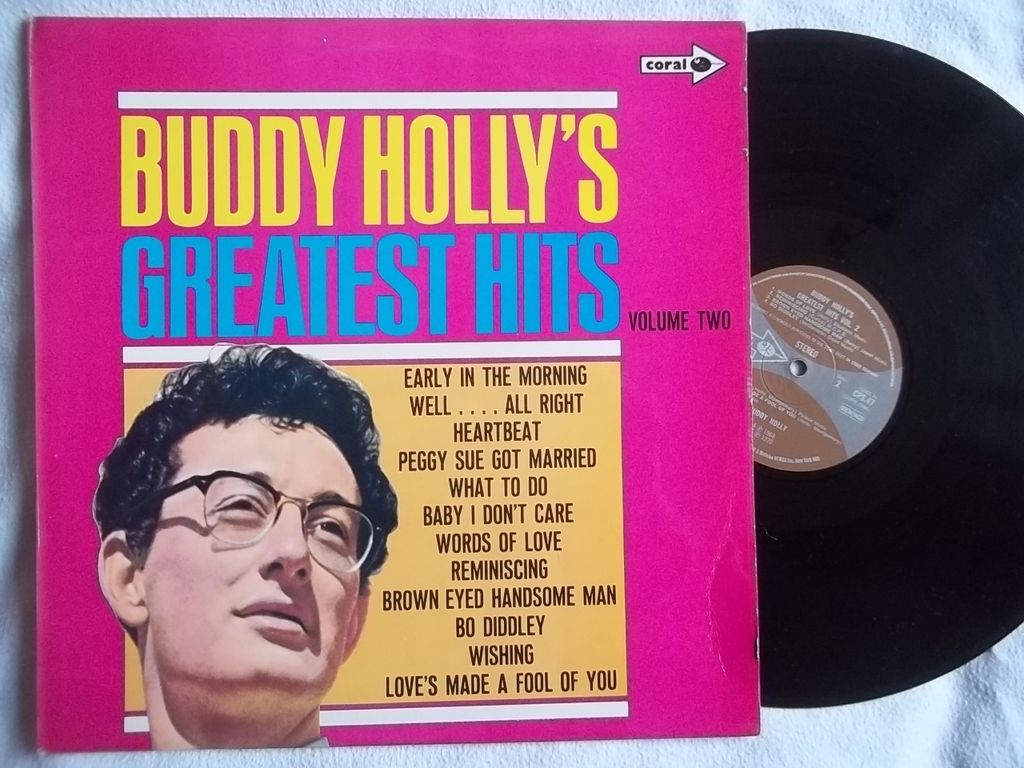 coral
BUDDY HOLLY'S
GREATEST HITS
VOLUME TWO
EARLY IN THE MORNING
WELL . . . . ALL RIGHT
HEARTBEAT
PEGGY SUE GOT MARRIED
WHAT TO DO
BABY I DON'T CARE
WORDS OF LOVE
REMINISCING
BROWN EYED HANDSOME MAN
BO DIDDLEY
WISHING
LOVE'S MADE A FOOL OF YOU
BUDDY HOLLY'S
GREATEST HITS VOL. 2
STEREO
2